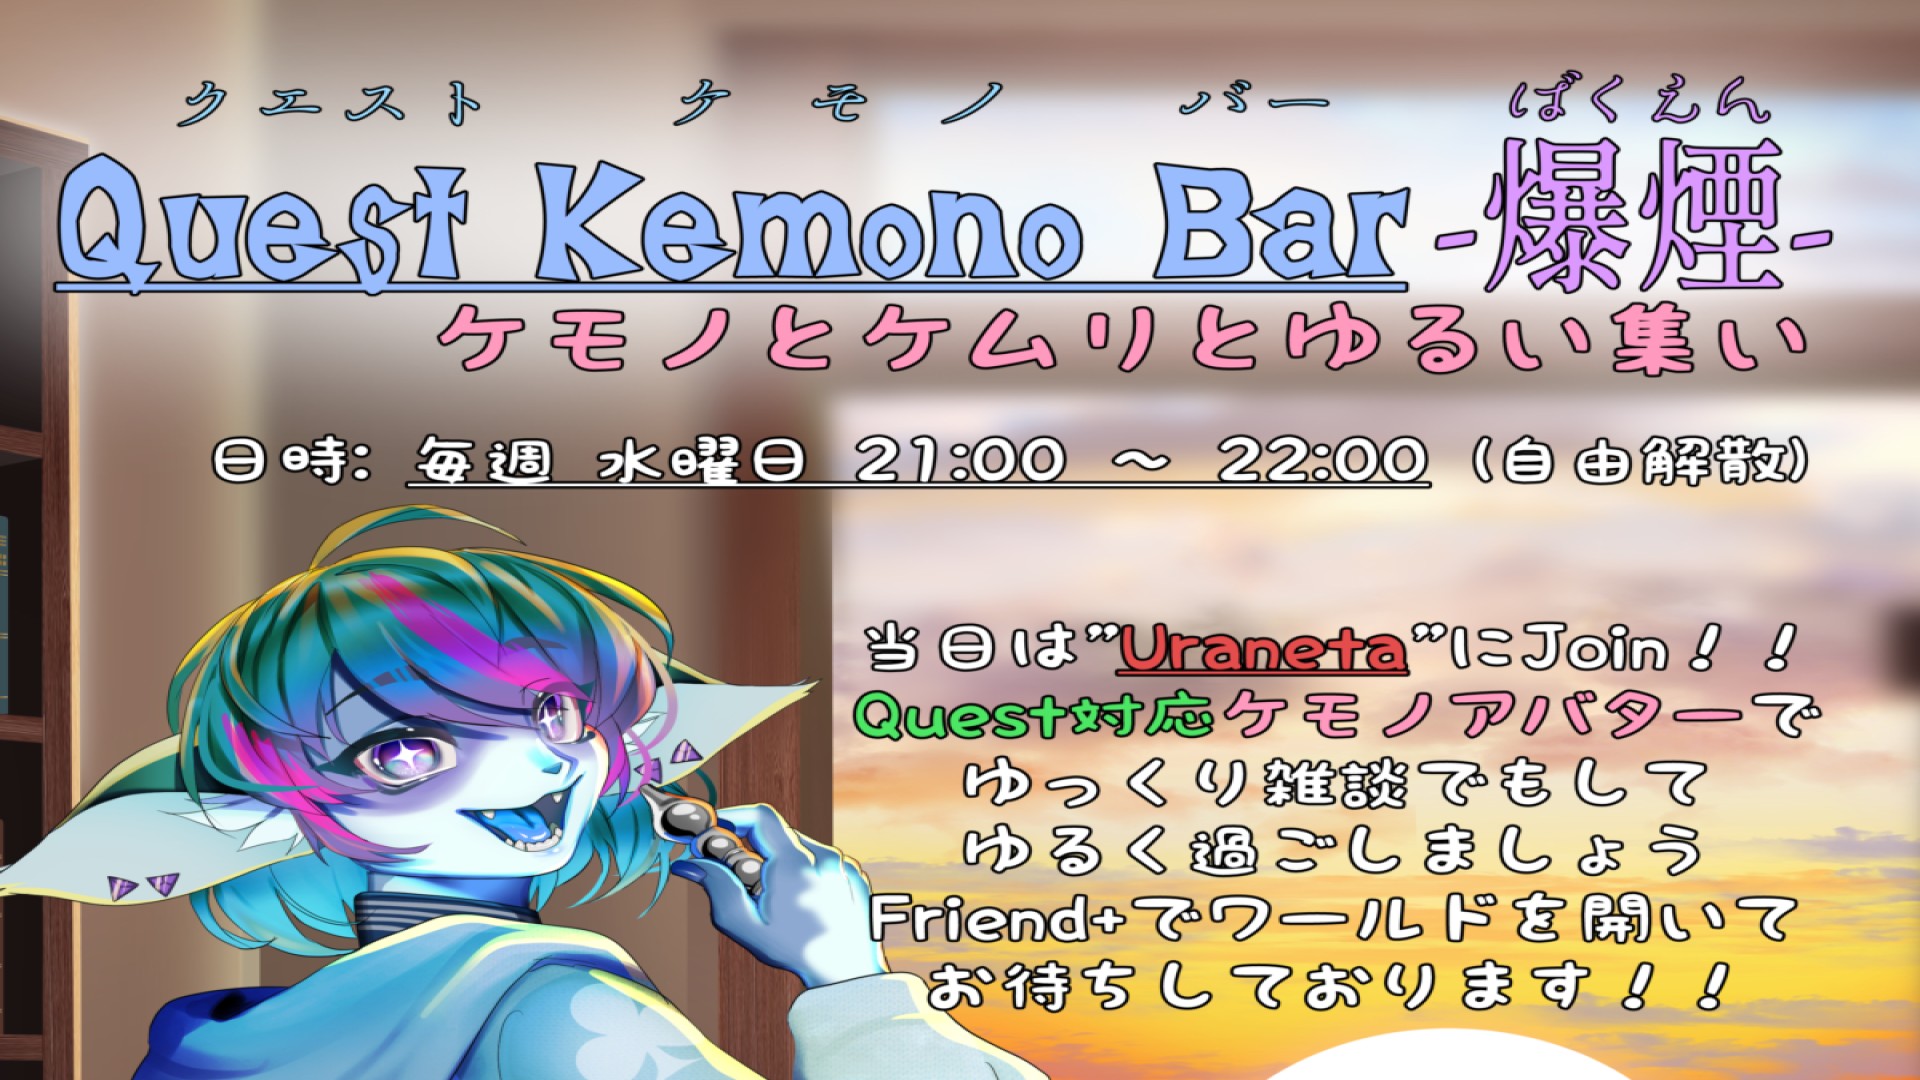 クエスト ケモノ バー ばくえん
Quest Kemono Bar -爆煙-
ケモノとケムリとゆるい集い
日時: 毎週 水曜日 21:00 ～ 22:00 (自由解散)
当日は"Uraneta"にJoin！！
Quest対応ケモノアバターで
ゆっくり雑談でもして
ゆるく過ごしましょう
Friend+でワールドを開いて
お待ちしております！！